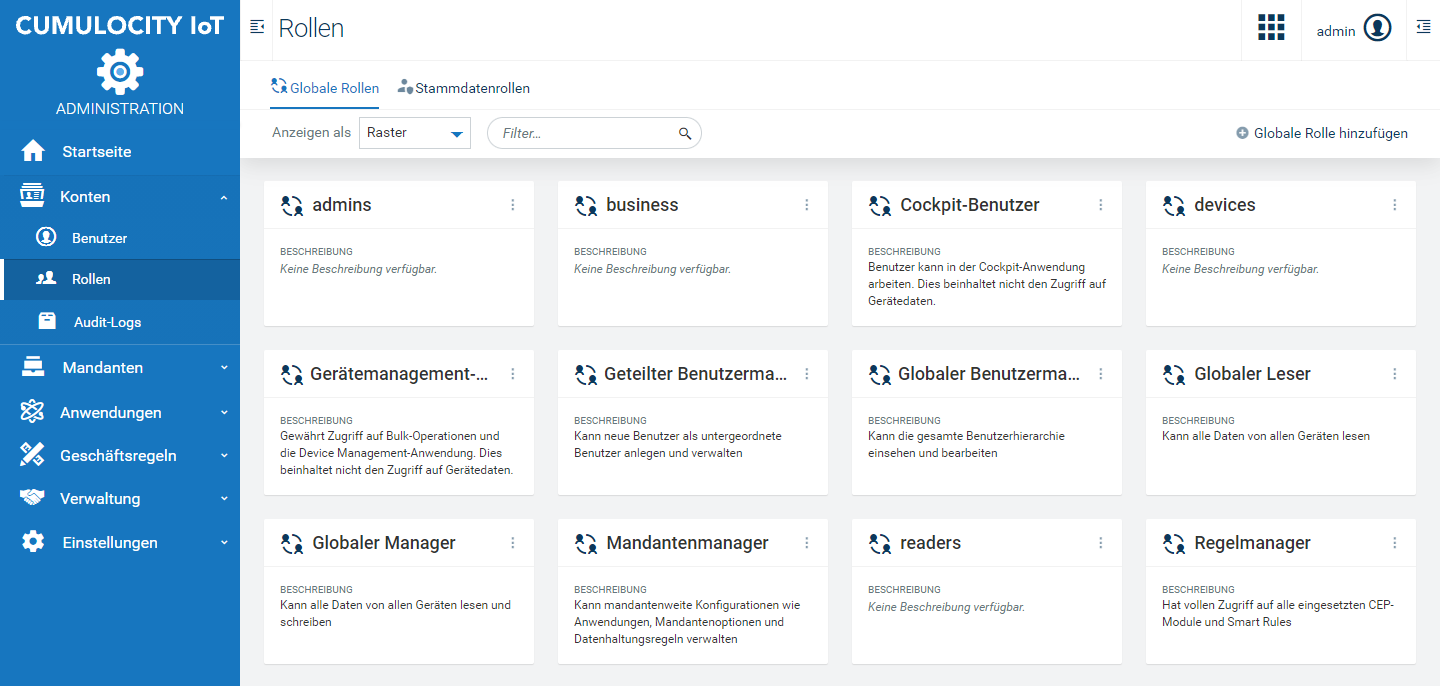 CUMULOCITY IoT
ADMINISTRATION
Startseite
Konten
Benutzer
Rollen
Audit-Logs
Mandanten
Anwendungen
Geschäftsregeln
Verwaltung
Einstellungen
Rollen
admin
Globale Rollen
Stammdatenrollen
Anzeigen als
Raster
Filter...
Globale Rolle hinzufügen
admins
BESCHREIBUNG
Keine Beschreibung verfügbar.
business
BESCHREIBUNG
Keine Beschreibung verfügbar.
Cockpit-Benutzer
BESCHREIBUNG
Benutzer kann in der Cockpit-Anwendung
arbeiten. Dies beinhaltet nicht den Zugriff auf
Gerätedaten.
devices
BESCHREIBUNG
Keine Beschreibung verfügbar.
Gerätemanagement-...
BESCHREIBUNG
Gewährt Zugriff auf Bulk-Operationen und
die Device Management-Anwendung. Dies
beinhaltet nicht den Zugriff auf Gerätedaten.
Geteilter Benutzerma...
BESCHREIBUNG
Kann neue Benutzer als untergeordnete
Benutzer anlegen und verwalten
Globaler Benutzerma...
BESCHREIBUNG
Kann die gesamte Benutzerhierarchie
einsehen und bearbeiten
Globaler Leser
BESCHREIBUNG
Kann alle Daten von allen Geräten lesen
Globaler Manager
BESCHREIBUNG
Kann alle Daten von allen Geräten lesen und
schreiben
Mandantenmanager
BESCHREIBUNG
Kann mandantenweite Konfigurationen wie
Anwendungen, Mandantenoptionen und
Datenhaltungsregeln verwalten
readers
BESCHREIBUNG
Keine Beschreibung verfügbar.
Regelmanager
BESCHREIBUNG
Hat vollen Zugriff auf alle eingesetzten CEP-
Module und Smart Rules